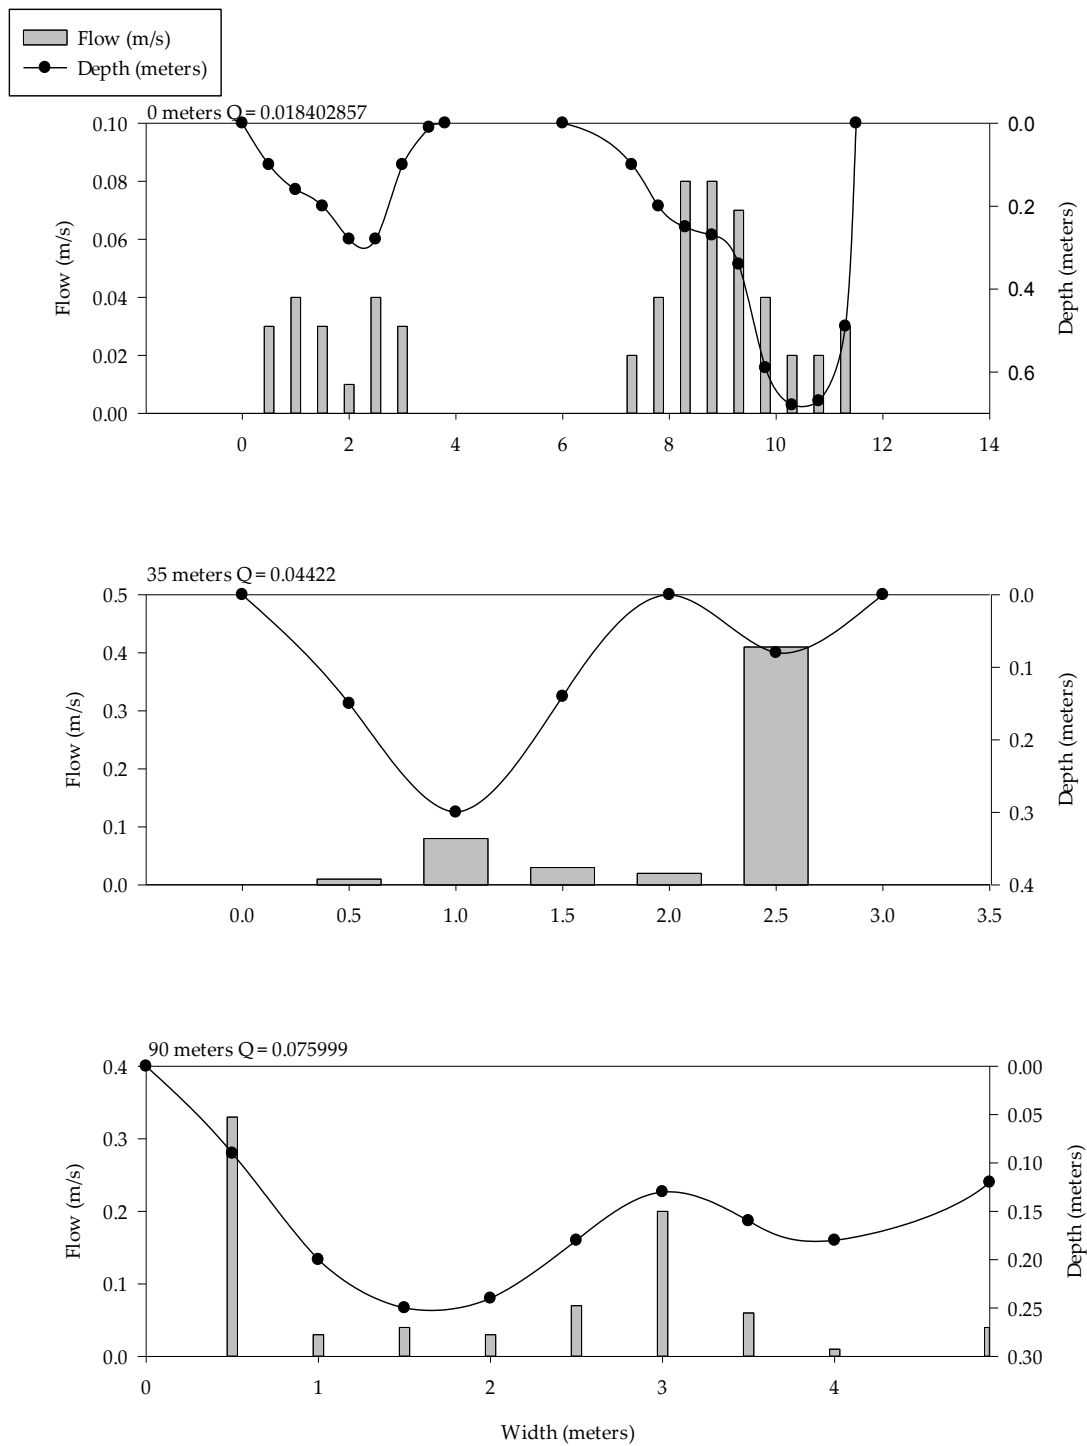 Flow (m/s)
Depth (meters)
0 meters Q = 0.018402857
0.10
0.08
0.06
0.04
0.02
0.00
Flow (m/s)
0.0
0.2
0.4
0.6
Depth (meters)
0 2 4 6 8 10 12 14
35 meters Q = 0.04422
0.5
0.4
0.3
0.2
0.1
0.0
Flow (m/s)
0.0
0.1
0.2
0.3
0.4
Depth (meters)
0.0 0.5 1.0 1.5 2.0 2.5 3.0 3.5
90 meters Q = 0.075999
0.4
0.3
0.2
0.1
0.0
Flow (m/s)
0.00
0.05
0.10
0.15
0.20
0.25
0.30
Depth (meters)
0 1 2 3 4
Width (meters)